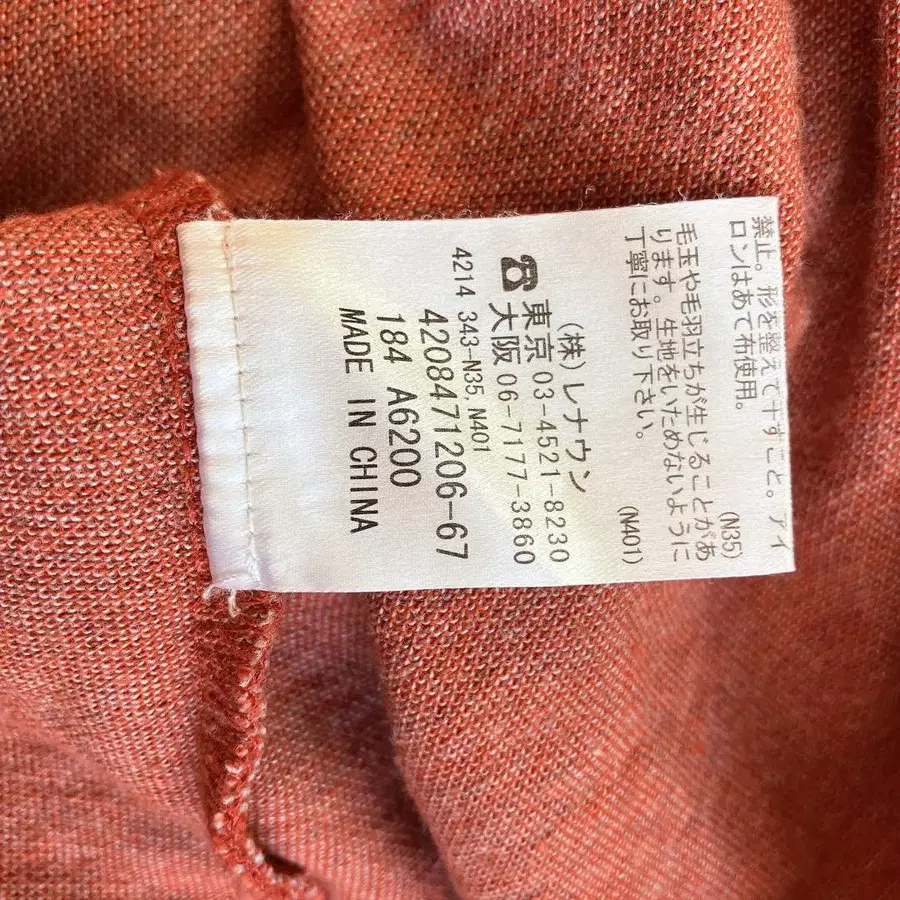 禁止。形を整えて干すこと。アイ
ロンはあて布使用。
(N35)
毛玉や毛羽立ちが生じることがあ
ります。生地をいためないように
丁寧にお取り下さい。
(N401)
(株)レナウン
☎東京 03-4521-8230
大阪 06-7177-3860
4214 343-N35,N401
4208471206-67
184 A6200
MADE IN CHINA